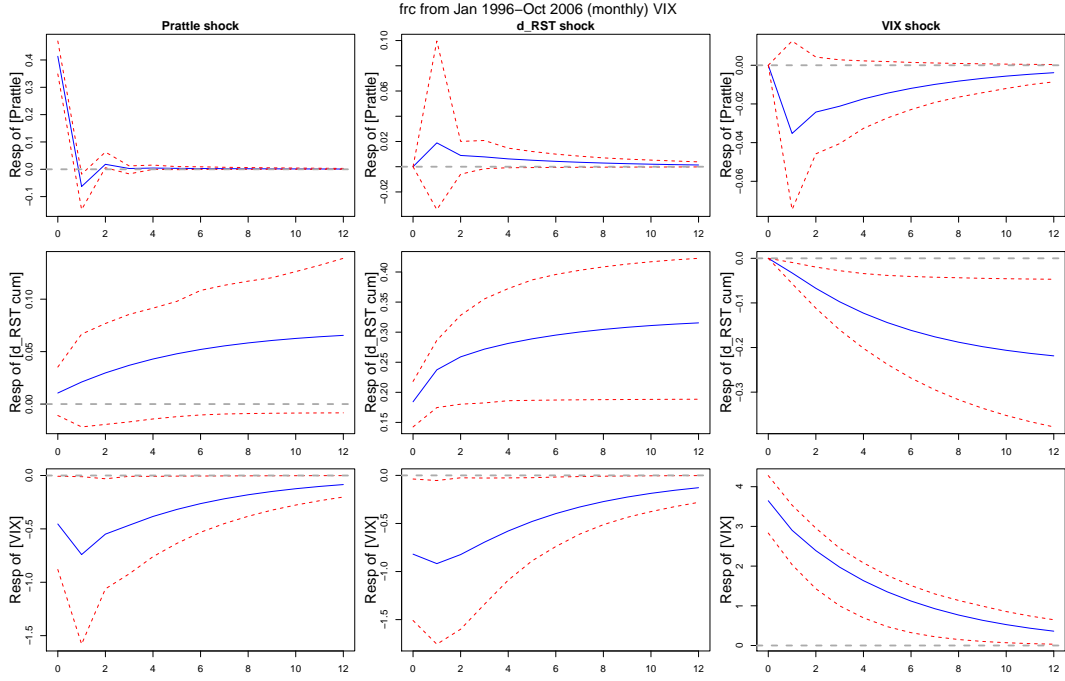 frc from Jan 1996−Oct 2006 (monthly) VIX
Prattle shock
d_RST shock
VIX shock
Resp of [Prattle]
−0.1 0.0 0.1 0.2 0.3 0.4
0 2 4 6 8 10 12
Resp of [Prattle]
−0.02 0.02 0.06 0.10
0 2 4 6 8 10 12
Resp of [Prattle]
−0.06 −0.04 −0.02 0.00
0 2 4 6 8 10 12
Resp of [d_RST cum]
0.00 0.05 0.10
0 2 4 6 8 10 12
Resp of [d_RST cum]
0.15 0.20 0.25 0.30 0.35 0.40
0 2 4 6 8 10 12
Resp of [d_RST cum]
−0.3 −0.2 −0.1 0.0
0 2 4 6 8 10 12
Resp of [VIX]
−1.5 −1.0 −0.5 0.0
0 2 4 6 8 10 12
Resp of [VIX]
−1.5 −1.0 −0.5 0.0
0 2 4 6 8 10 12
Resp of [VIX]
0 1 2 3 4
0 2 4 6 8 10 12